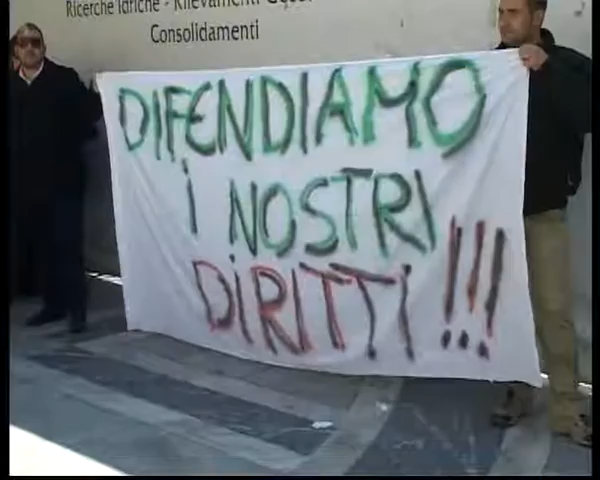 Ricerche Idriche - Rilevamenti
Consolidamenti
DIFENDIAMO
i NOSTRI
DiRITTi !!!